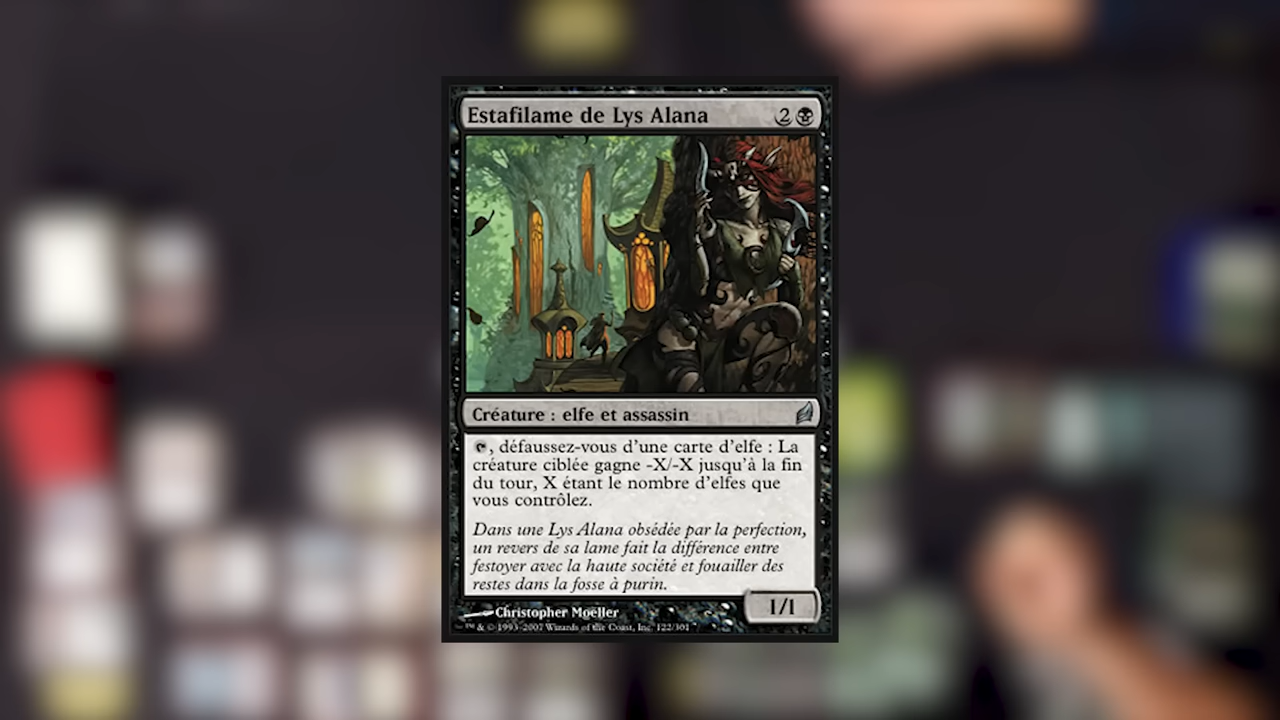 Estafilame de Lys Alana 2
Créature : elfe et assassin
, défaussez-vous d'une carte d'elfe : La
créature ciblée gagne -X/-X jusqu'à la fin
du tour, X étant le nombre d'elfes que
vous contrôlez.
Dans une Lys Alana obsédée par la perfection,
un revers de sa lame fait la différence entre
festoyer avec la haute société et fouailler des
restes dans la fosse à purin.
1/1
Christopher Moeller
™ & © 1993-2007 Wizards of the Coast, Inc. 122/301